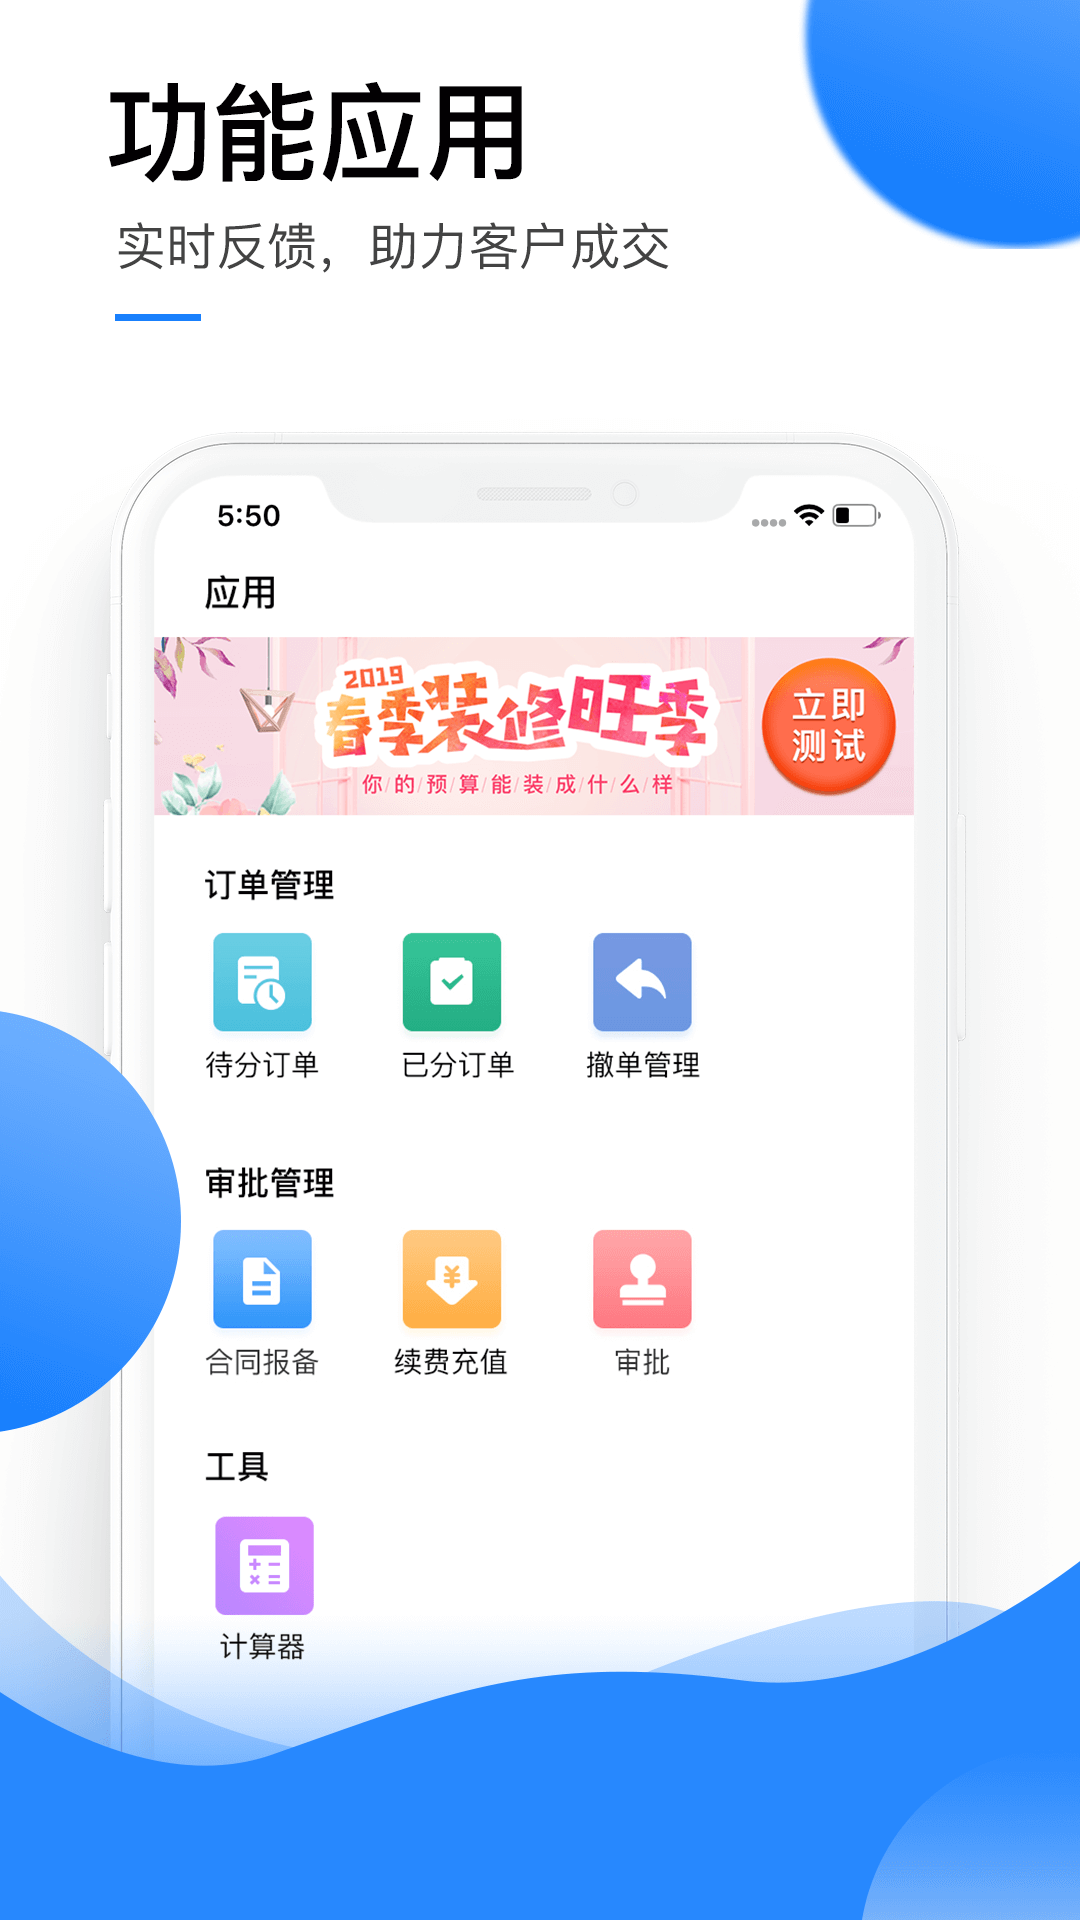 功能应用
实时反馈，助力客户成交
5:50
应用
2019
春季装修旺季
你的/预/算/能/装/成/什/么/样
立即
测试
订单管理
待分订单 已分订单 撤单管理
审批管理
合同报备 续费充值 审批
工具
计算器